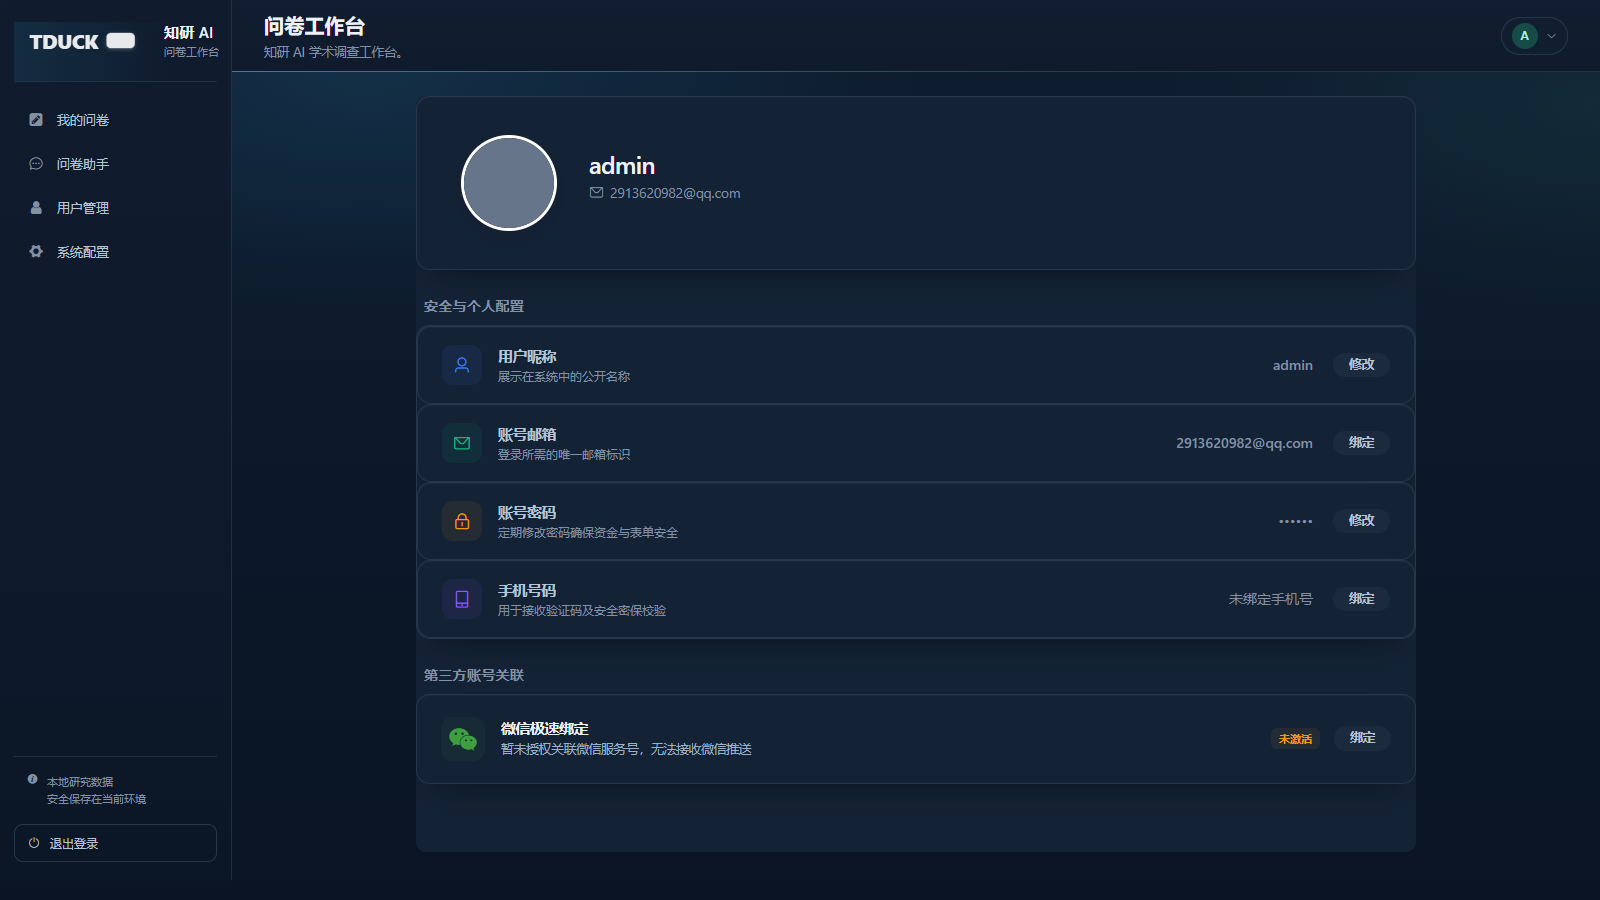 TDUCK
知研 AI
问卷工作台
我的问卷
问卷助手
用户管理
系统配置
本地研究数据
安全保存在当前环境
退出登录
问卷工作台
知研 AI 学术调查工作台。
A
admin
2913620982@qq.com
安全与个人配置
用户昵称
展示在系统中的公开名称
admin
修改
账号邮箱
登录所需的唯一邮箱标识
2913620982@qq.com
绑定
账号密码
定期修改密码确保资金与表单安全
••••••
修改
手机号码
用于接收验证码及安全密保校验
未绑定手机号
绑定
第三方账号关联
微信极速绑定
暂未授权关联微信服务号，无法接收微信推送
未激活
绑定